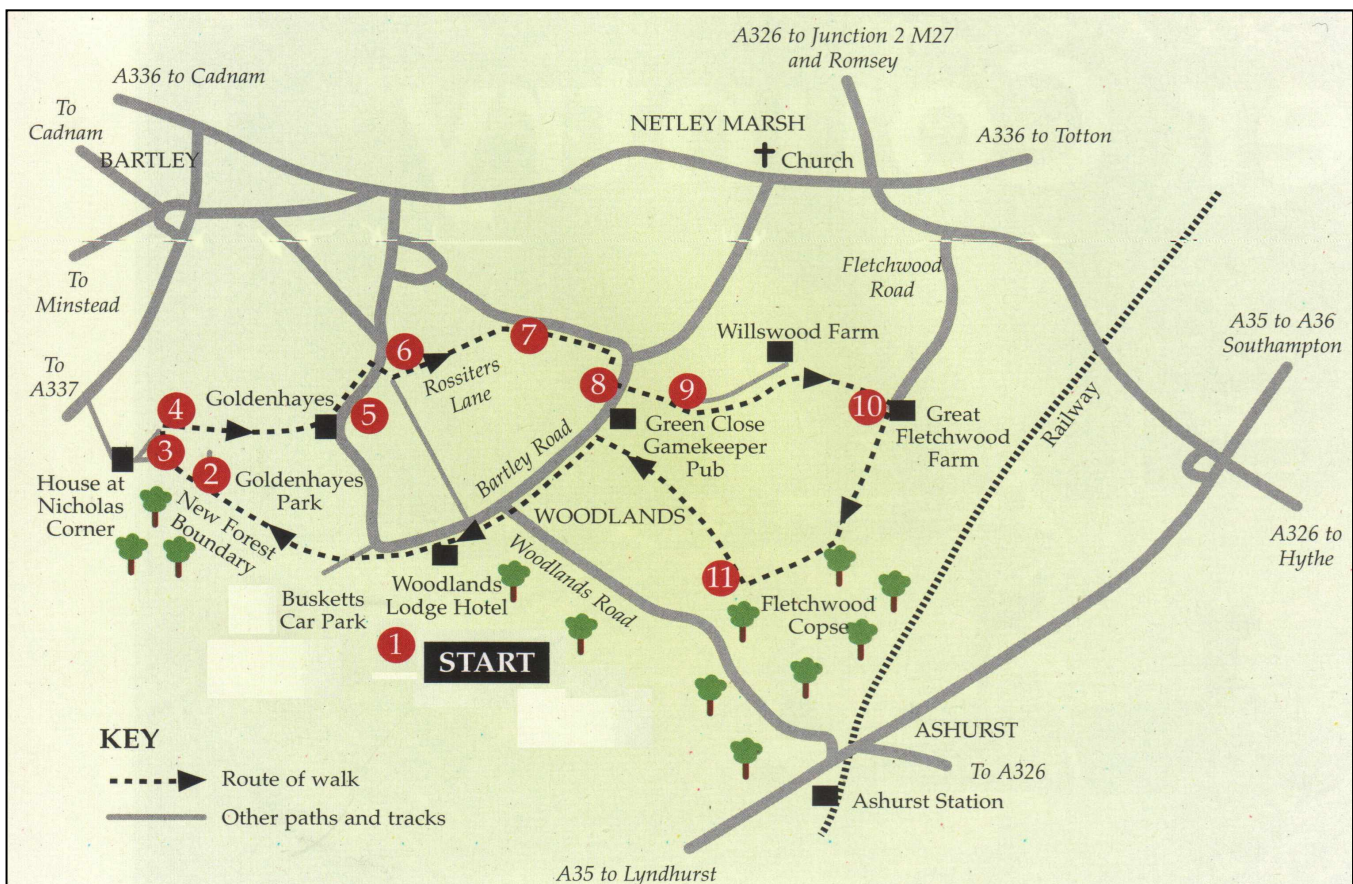 A326 to Junction 2 M27
and Romsey
A336 to Cadnam
To
Cadnam
BARTLEY
NETLEY MARSH
Church
A336 to Totton
To
Minstead
Fletchwood
Road
Willswood Farm
A35 to A36
Southampton
To
A337
6
7
Rossiters
Lane
4
Goldenhayes
5
8
9
10
Green Close
Gamekeeper
Pub
Great
Fletchwood
Farm
Railway
3
2
Goldenhayes
Park
House at
Nicholas
Corner
New Forest
Boundary
Bartley Road
WOODLANDS
A326 to
Hythe
Busketts
Car Park
Woodlands
Lodge Hotel
Woodlands Road
11
Fletchwood
Copse
1
START
KEY
Route of walk
Other paths and tracks
ASHURST
To A326
Ashurst Station
A35 to Lyndhurst